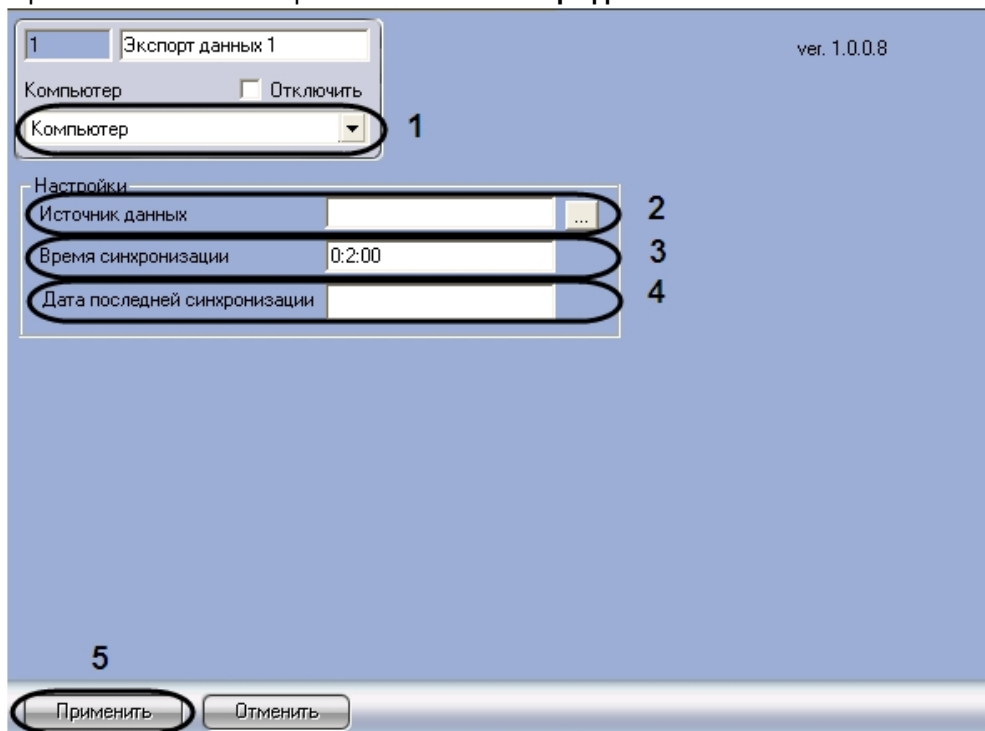 1 Экспорт данных 1 ver. 1.0.0.8
Компьютер Отключить
Компьютер 1
Настройки
Источник данных ... 2
Время синхронизации 0:2:00 3
Дата последней синхронизации 4
5
Применить Отменить